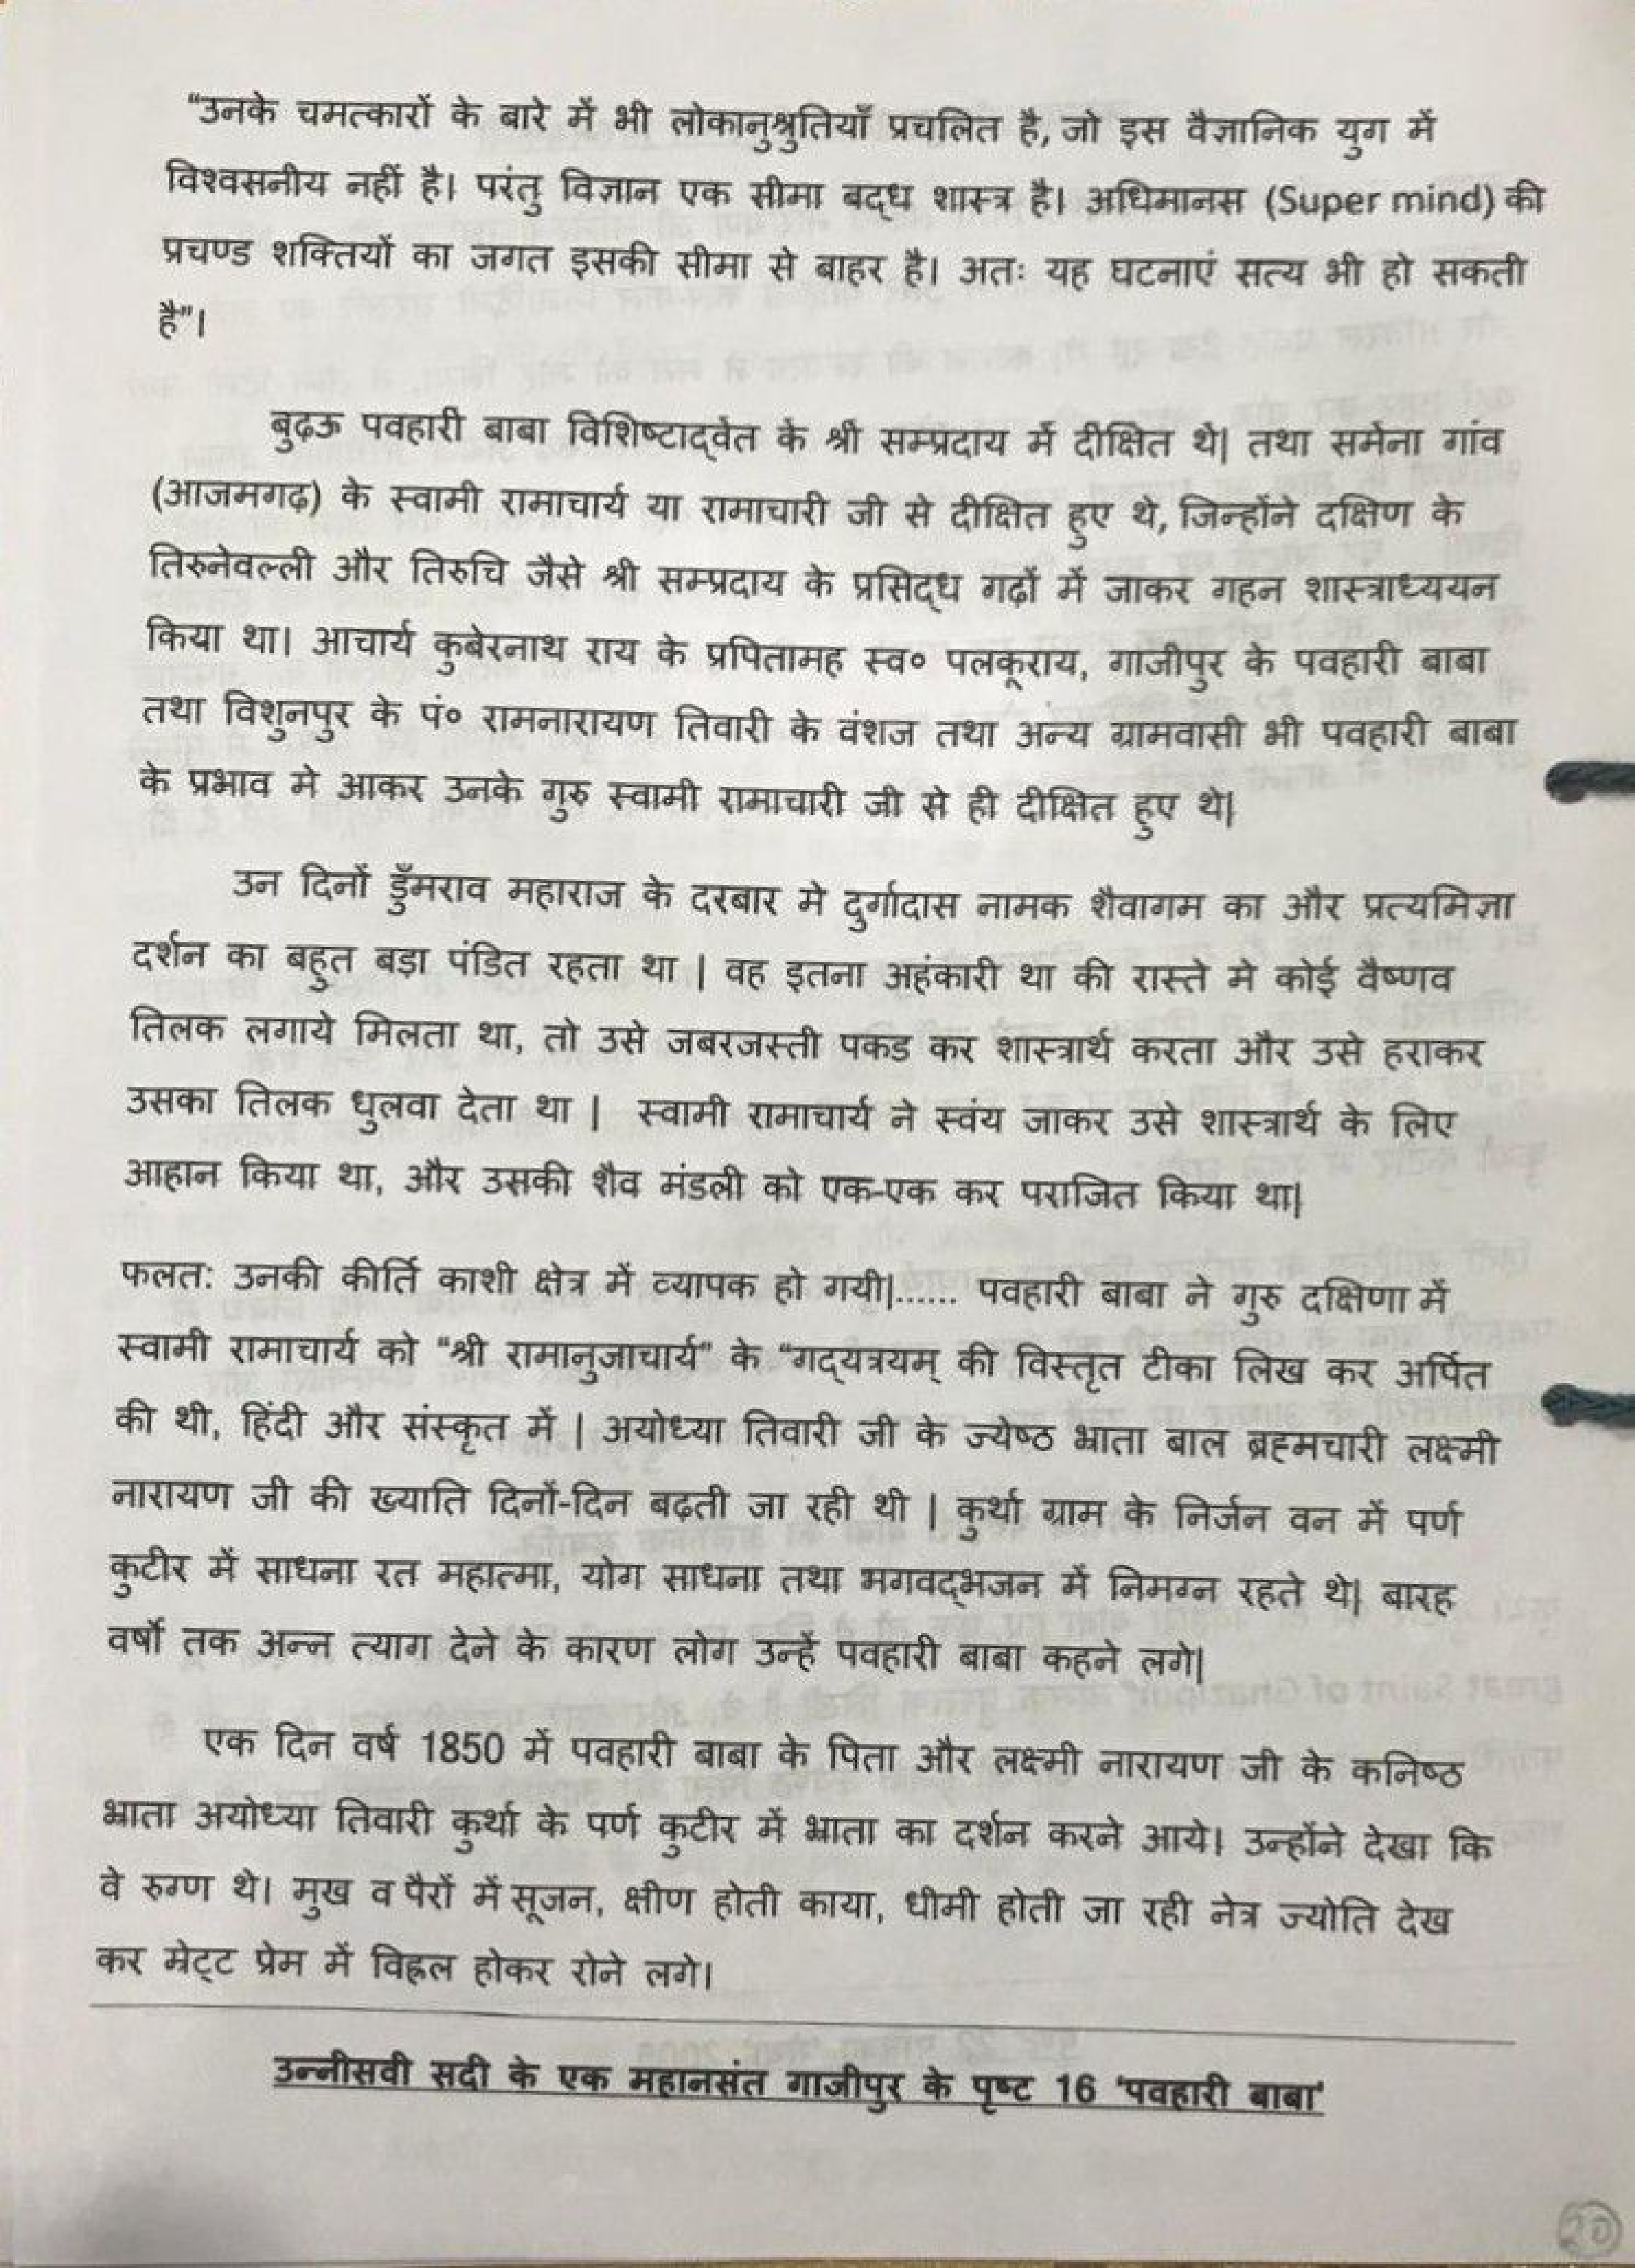 "उनके चमत्कारों के बारे में भी लोकानुश्रुतियाँ प्रचलित है, जो इस वैज्ञानिक युग में
विश्वसनीय नहीं है। परंतु विज्ञान एक सीमा बद्ध शास्त्र है। अधिमानस (Super mind) की
प्रचण्ड शक्तियों का जगत इसकी सीमा से बाहर है। अतः यह घटनाएं सत्य भी हो सकती
है"।
बुढ़ऊ पवहारी बाबा विशिष्टाद्वेत के श्री सम्प्रदाय में दीक्षित थे| तथा समेना गांव
(आजमगढ़) के स्वामी रामाचार्य या रामाचारी जी से दीक्षित हुए थे, जिन्होंने दक्षिण के
तिरुनेवल्ली और तिरुचि जैसे श्री सम्प्रदाय के प्रसिद्ध गढ़ों में जाकर गहन शास्त्राध्ययन
किया था। आचार्य कुबेरनाथ राय के प्रपितामह स्व० पलकूराय, गाजीपुर के पवहारी बाबा
तथा विशुनपुर के पं० रामनारायण तिवारी के वंशज तथा अन्य ग्रामवासी भी पवहारी बाबा
के प्रभाव मे आकर उनके गुरु स्वामी रामाचारी जी से ही दीक्षित हुए थे|
उन दिनों डुँमराव महाराज के दरबार मे दुर्गादास नामक शैवागम का और प्रत्यमिज्ञा
दर्शन का बहुत बड़ा पंडित रहता था | वह इतना अहंकारी था की रास्ते मे कोई वैष्णव
तिलक लगाये मिलता था, तो उसे जबरजस्ती पकड कर शास्त्रार्थ करता और उसे हराकर
उसका तिलक धुलवा देता था | स्वामी रामाचार्य ने स्वंय जाकर उसे शास्त्रार्थ के लिए
आहान किया था, और उसकी शैव मंडली को एक-एक कर पराजित किया था|
फलत: उनकी कीर्ति काशी क्षेत्र में व्यापक हो गयी|...... पवहारी बाबा ने गुरु दक्षिणा में
स्वामी रामाचार्य को "श्री रामानुजाचार्य" के "गद्यत्रयम् की विस्तृत टीका लिख कर अर्पित
की थी, हिंदी और संस्कृत में | अयोध्या तिवारी जी के ज्येष्ठ भ्राता बाल ब्रह्मचारी लक्ष्मी
नारायण जी की ख्याति दिनों-दिन बढ़ती जा रही थी | कुर्था ग्राम के निर्जन वन में पर्ण
कुटीर में साधना रत महात्मा, योग साधना तथा भगवद्भजन में निमग्न रहते थे| बारह
वर्षों तक अन्न त्याग देने के कारण लोग उन्हें पवहारी बाबा कहने लगे|
एक दिन वर्ष 1850 में पवहारी बाबा के पिता और लक्ष्मी नारायण जी के कनिष्ठ
भ्राता अयोध्या तिवारी कुर्था के पर्ण कुटीर में भ्राता का दर्शन करने आये। उन्होंने देखा कि
वे रुग्ण थे। मुख व पैरों में सूजन, क्षीण होती काया, धीमी होती जा रही नेत्र ज्योति देख
कर म्रेट्ट प्रेम में विह्वल होकर रोने लगे।
उन्नीसवी सदी के एक महानसंत गाजीपुर के पृष्ट 16 'पवहारी बाबा'
20